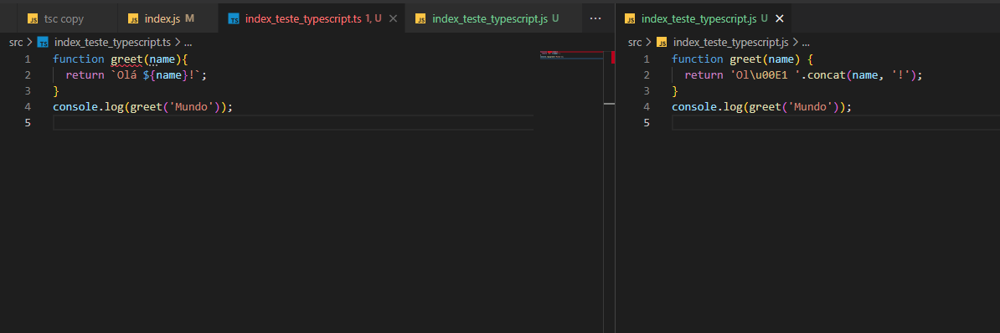 JS tsc copy JS index.js M TS index_teste_typescript.ts 1, U × JS index_teste_typescript.js U ···
src > TS index_teste_typescript.ts > ...
1 function greet(name){
2 return `Olá ${name}!`;
3 }
4 console.log(greet('Mundo'));
5
JS index_teste_typescript.js U ×
src > JS index_teste_typescript.js > ...
1 function greet(name) {
2 return 'Ol\u00E1 '.concat(name, '!');
3 }
4 console.log(greet('Mundo'));
5